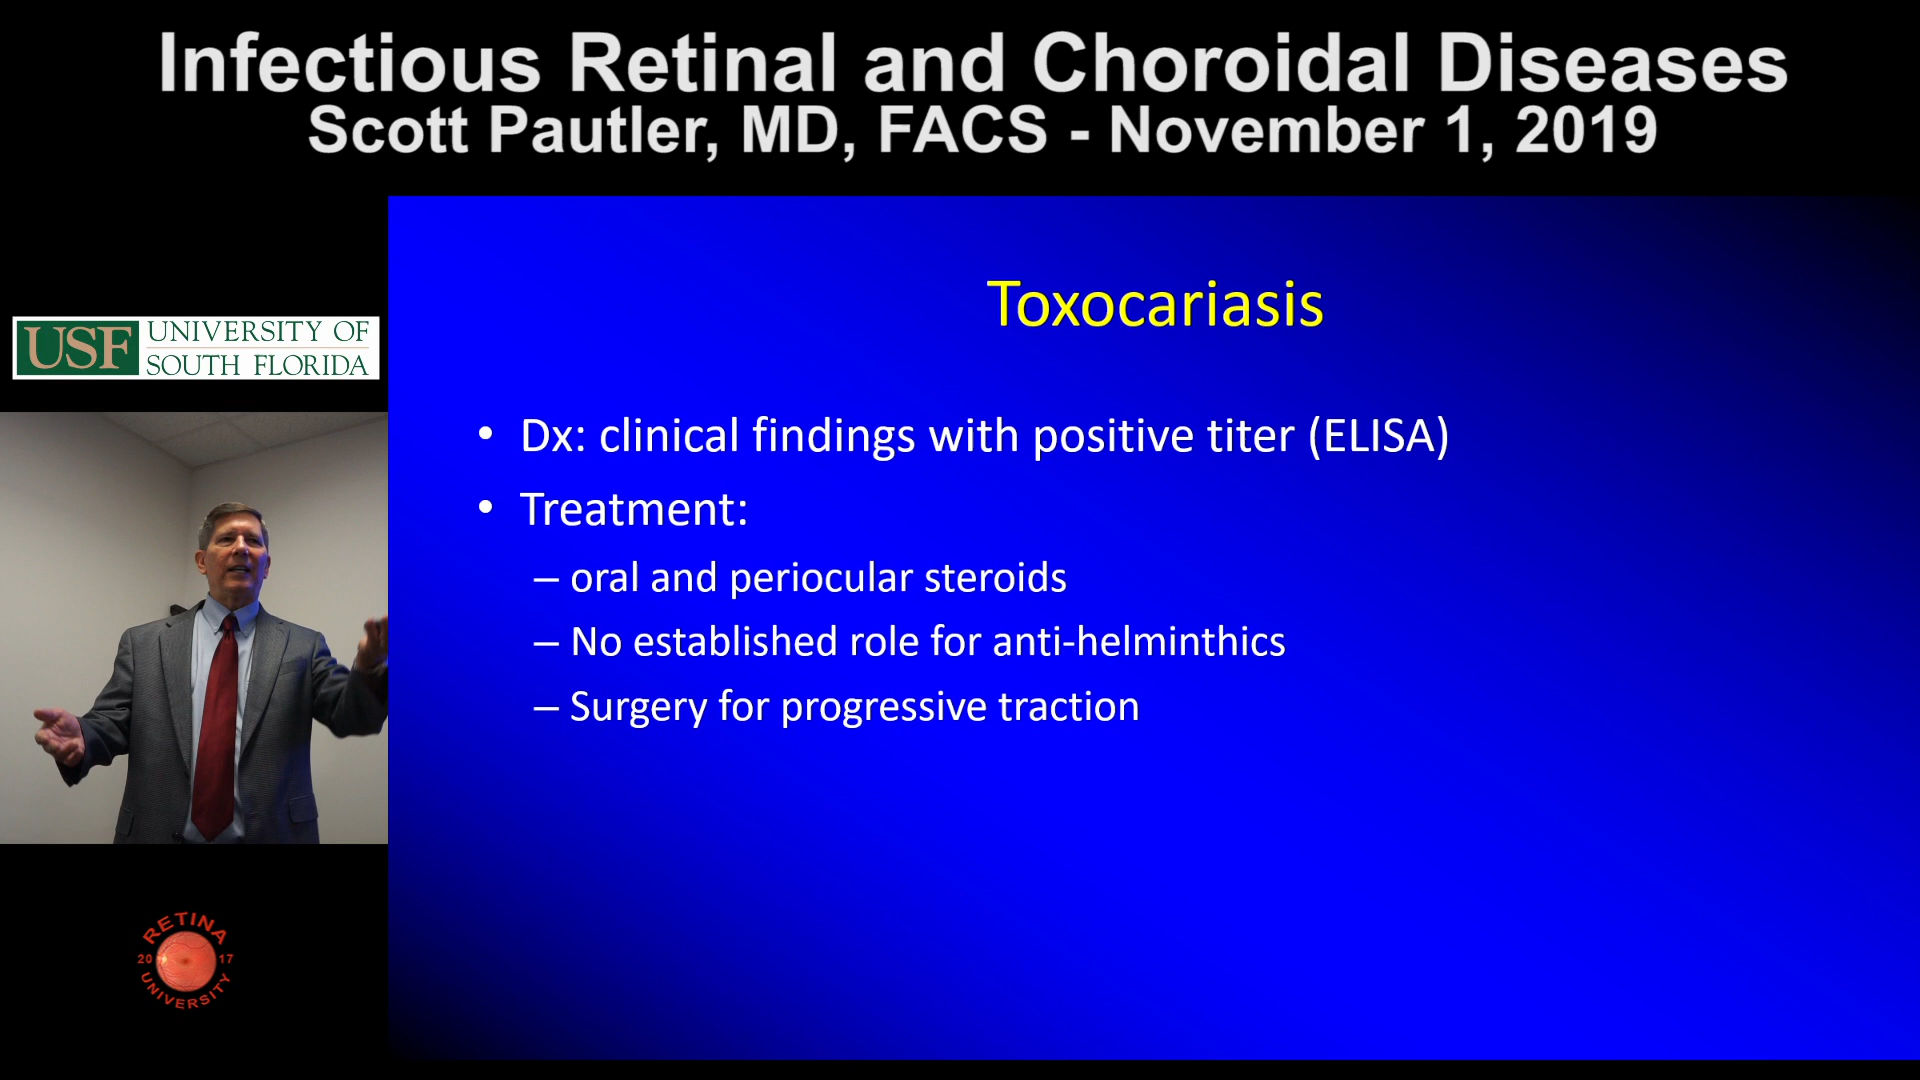 Infectious Retinal and Choroidal Diseases
Scott Pautler, MD, FACS - November 1, 2019
USF UNIVERSITY OF
SOUTH FLORIDA
Toxocariasis
• Dx: clinical findings with positive titer (ELISA)
• Treatment:
– oral and periocular steroids
– No established role for anti-helminthics
– Surgery for progressive traction
RETINA
20 17
UNIVERSITY